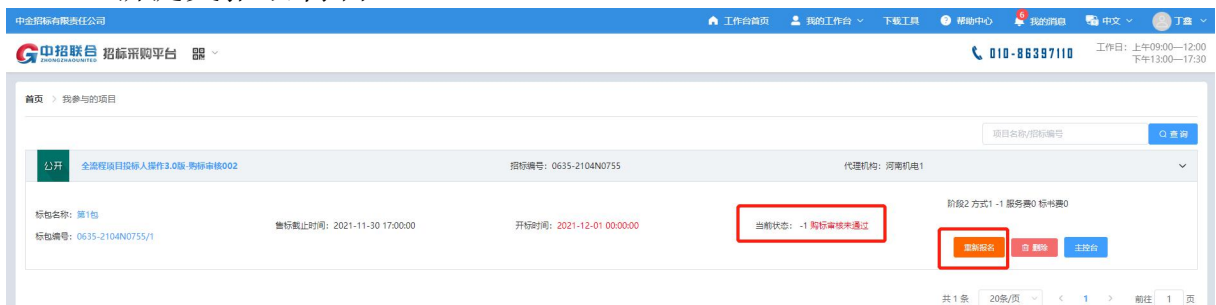 中金招标有限责任公司
工作台首页 我的工作台 下载工具 帮助中心 6 我的消息 中文 丁鑫
中招联合 招标采购平台
ZHONGZHAOUNITED
010-86397110
工作日： 上午09:00—12:00
下午13:00—17:30
首页 > 我参与的项目
项目名称/招标编号 查 询
公开 全流程项目投标人操作3.0版-购标审核002 招标编号：0635-2104N0755 代理机构：河南机电1
标包名称：第1包
标包编号：0635-2104N0755/1
售标截止时间：2021-11-30 17:00:00
开标时间：2021-12-01 00:00:00
当前状态： -1 购标审核未通过
阶段2 方式1 -1 服务费0 标书费0
重新报名 删除 主控台
共 1 条 20条/页 < 1 > 前往 1 页